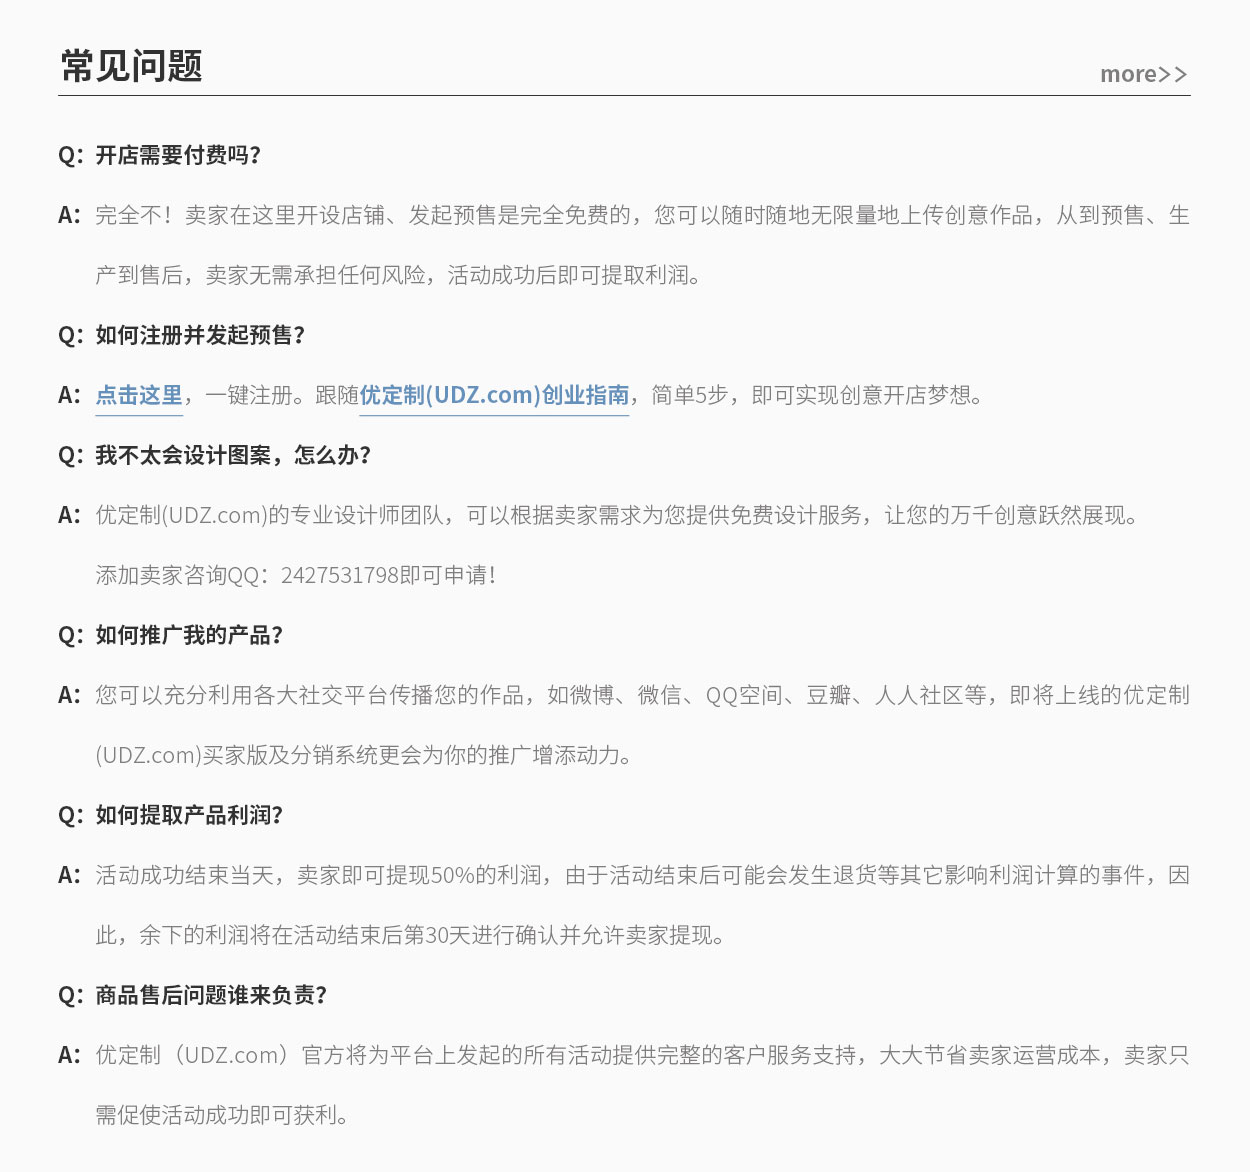 常见问题
more>>
Q：开店需要付费吗？
A：完全不！卖家在这里开设店铺、发起预售是完全免费的，您可以随时随地无限量地上传创意作品，从到预售、生
产到售后，卖家无需承担任何风险，活动成功后即可提取利润。
Q：如何注册并发起预售？
A：点击这里，一键注册。跟随优定制(UDZ.com)创业指南，简单5步，即可实现创意开店梦想。
Q：我不太会设计图案，怎么办？
A：优定制(UDZ.com)的专业设计师团队，可以根据卖家需求为您提供免费设计服务，让您的万千创意跃然展现。
添加卖家咨询QQ：2427531798即可申请！
Q：如何推广我的产品？
A：您可以充分利用各大社交平台传播您的作品，如微博、微信、QQ空间、豆瓣、人人社区等，即将上线的优定制
(UDZ.com)买家版及分销系统更会为你的推广增添动力。
Q：如何提取产品利润？
A：活动成功结束当天，卖家即可提现50%的利润，由于活动结束后可能会发生退货等其它影响利润计算的事件，因
此，余下的利润将在活动结束后第30天进行确认并允许卖家提现。
Q：商品售后问题谁来负责？
A：优定制（UDZ.com）官方将为平台上发起的所有活动提供完整的客户服务支持，大大节省卖家运营成本，卖家只
需促使活动成功即可获利。